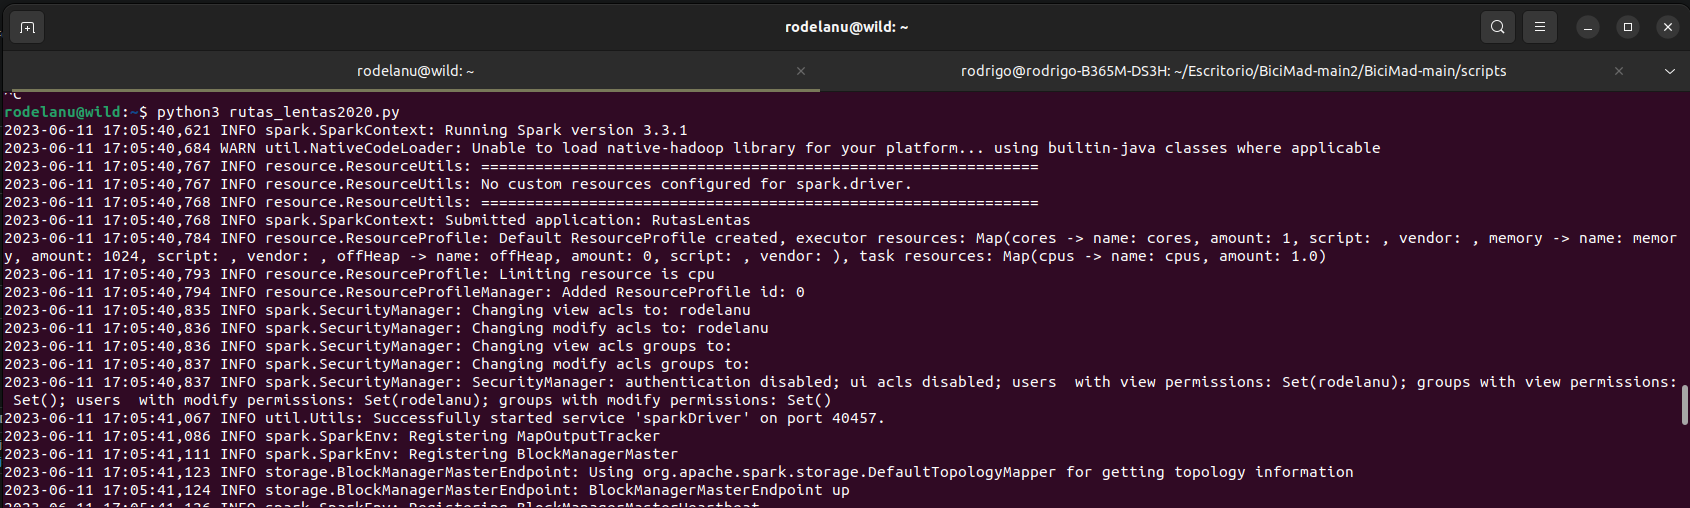 rodelanu@wild: ~
rodelanu@wild: ~
rodrigo@rodrigo-B365M-DS3H: ~/Escritorio/BiciMad-main2/BiciMad-main/scripts
^C
rodelanu@wild:~$ python3 rutas_lentas2020.py
2023-06-11 17:05:40,621 INFO spark.SparkContext: Running Spark version 3.3.1
2023-06-11 17:05:40,684 WARN util.NativeCodeLoader: Unable to load native-hadoop library for your platform... using builtin-java classes where applicable
2023-06-11 17:05:40,767 INFO resource.ResourceUtils: ==============================================================
2023-06-11 17:05:40,767 INFO resource.ResourceUtils: No custom resources configured for spark.driver.
2023-06-11 17:05:40,768 INFO resource.ResourceUtils: ==============================================================
2023-06-11 17:05:40,768 INFO spark.SparkContext: Submitted application: RutasLentas
2023-06-11 17:05:40,784 INFO resource.ResourceProfile: Default ResourceProfile created, executor resources: Map(cores -> name: cores, amount: 1, script: , vendor: , memory -> name: memor
y, amount: 1024, script: , vendor: , offHeap -> name: offHeap, amount: 0, script: , vendor: ), task resources: Map(cpus -> name: cpus, amount: 1.0)
2023-06-11 17:05:40,793 INFO resource.ResourceProfile: Limiting resource is cpu
2023-06-11 17:05:40,794 INFO resource.ResourceProfileManager: Added ResourceProfile id: 0
2023-06-11 17:05:40,835 INFO spark.SecurityManager: Changing view acls to: rodelanu
2023-06-11 17:05:40,836 INFO spark.SecurityManager: Changing modify acls to: rodelanu
2023-06-11 17:05:40,836 INFO spark.SecurityManager: Changing view acls groups to:
2023-06-11 17:05:40,837 INFO spark.SecurityManager: Changing modify acls groups to:
2023-06-11 17:05:40,837 INFO spark.SecurityManager: SecurityManager: authentication disabled; ui acls disabled; users  with view permissions: Set(rodelanu); groups with view permissions:
 Set(); users  with modify permissions: Set(rodelanu); groups with modify permissions: Set()
2023-06-11 17:05:41,067 INFO util.Utils: Successfully started service 'sparkDriver' on port 40457.
2023-06-11 17:05:41,086 INFO spark.SparkEnv: Registering MapOutputTracker
2023-06-11 17:05:41,111 INFO spark.SparkEnv: Registering BlockManagerMaster
2023-06-11 17:05:41,123 INFO storage.BlockManagerMasterEndpoint: Using org.apache.spark.storage.DefaultTopologyMapper for getting topology information
2023-06-11 17:05:41,124 INFO storage.BlockManagerMasterEndpoint: BlockManagerMasterEndpoint up
2023-06-11 17:05:41,126 INFO spark.SparkEnv: Registering BlockManagerMasterHeartbeat